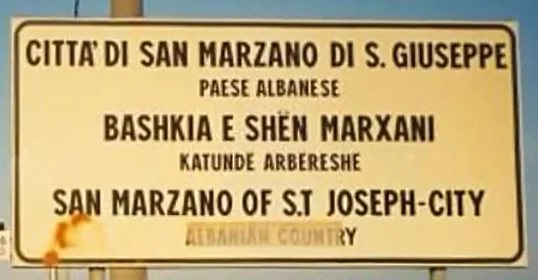 CITTA' DI SAN MARZANO DI S. GIUSEPPE
PAESE ALBANESE
BASHKIA E SHËN MARXANI
KATUNDE ARBËRESHE
SAN MARZANO OF S.T JOSEPH-CITY
ALBANIAN COUNTRY